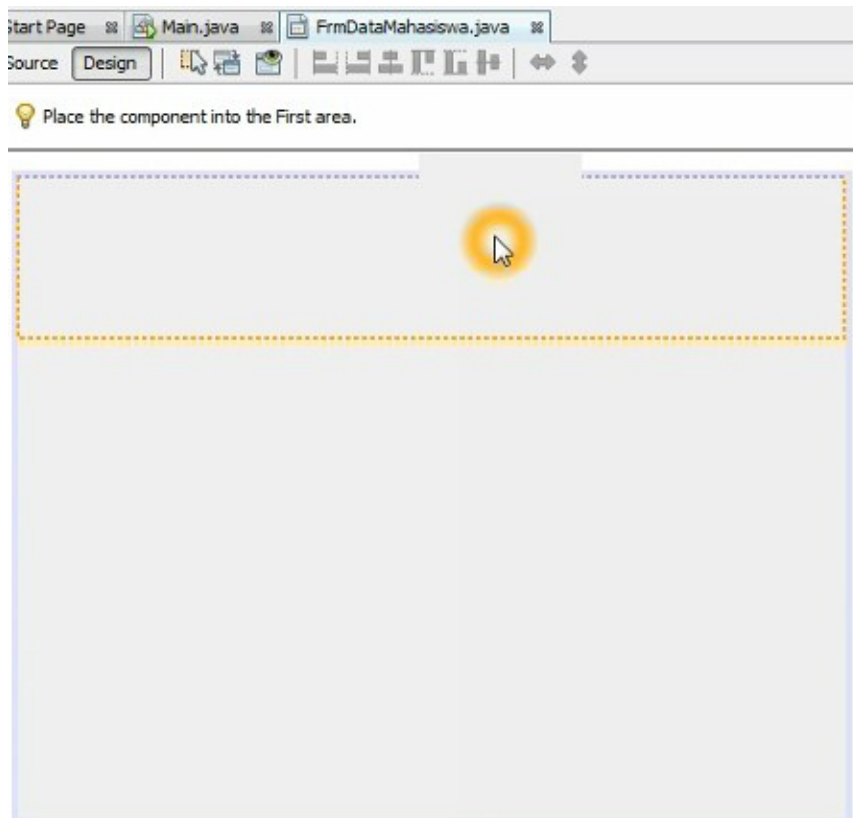 Start Page Main.java FrmDataMahasiswa.java
Source Design
Place the component into the First area.